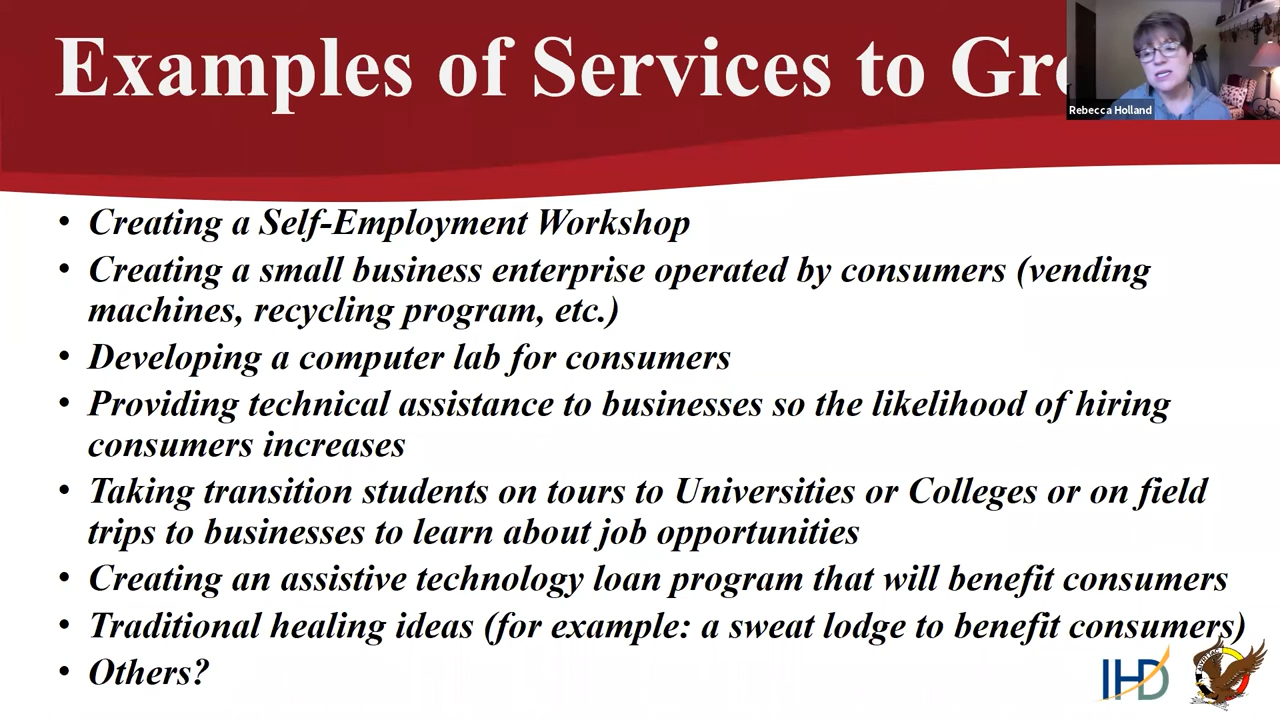 Examples of Services to Gro
Rebecca Holland
• Creating a Self-Employment Workshop
• Creating a small business enterprise operated by consumers (vending
machines, recycling program, etc.)
• Developing a computer lab for consumers
• Providing technical assistance to businesses so the likelihood of hiring
consumers increases
• Taking transition students on tours to Universities or Colleges or on field
trips to businesses to learn about job opportunities
• Creating an assistive technology loan program that will benefit consumers
• Traditional healing ideas (for example: a sweat lodge to benefit consumers)
• Others?
IHD